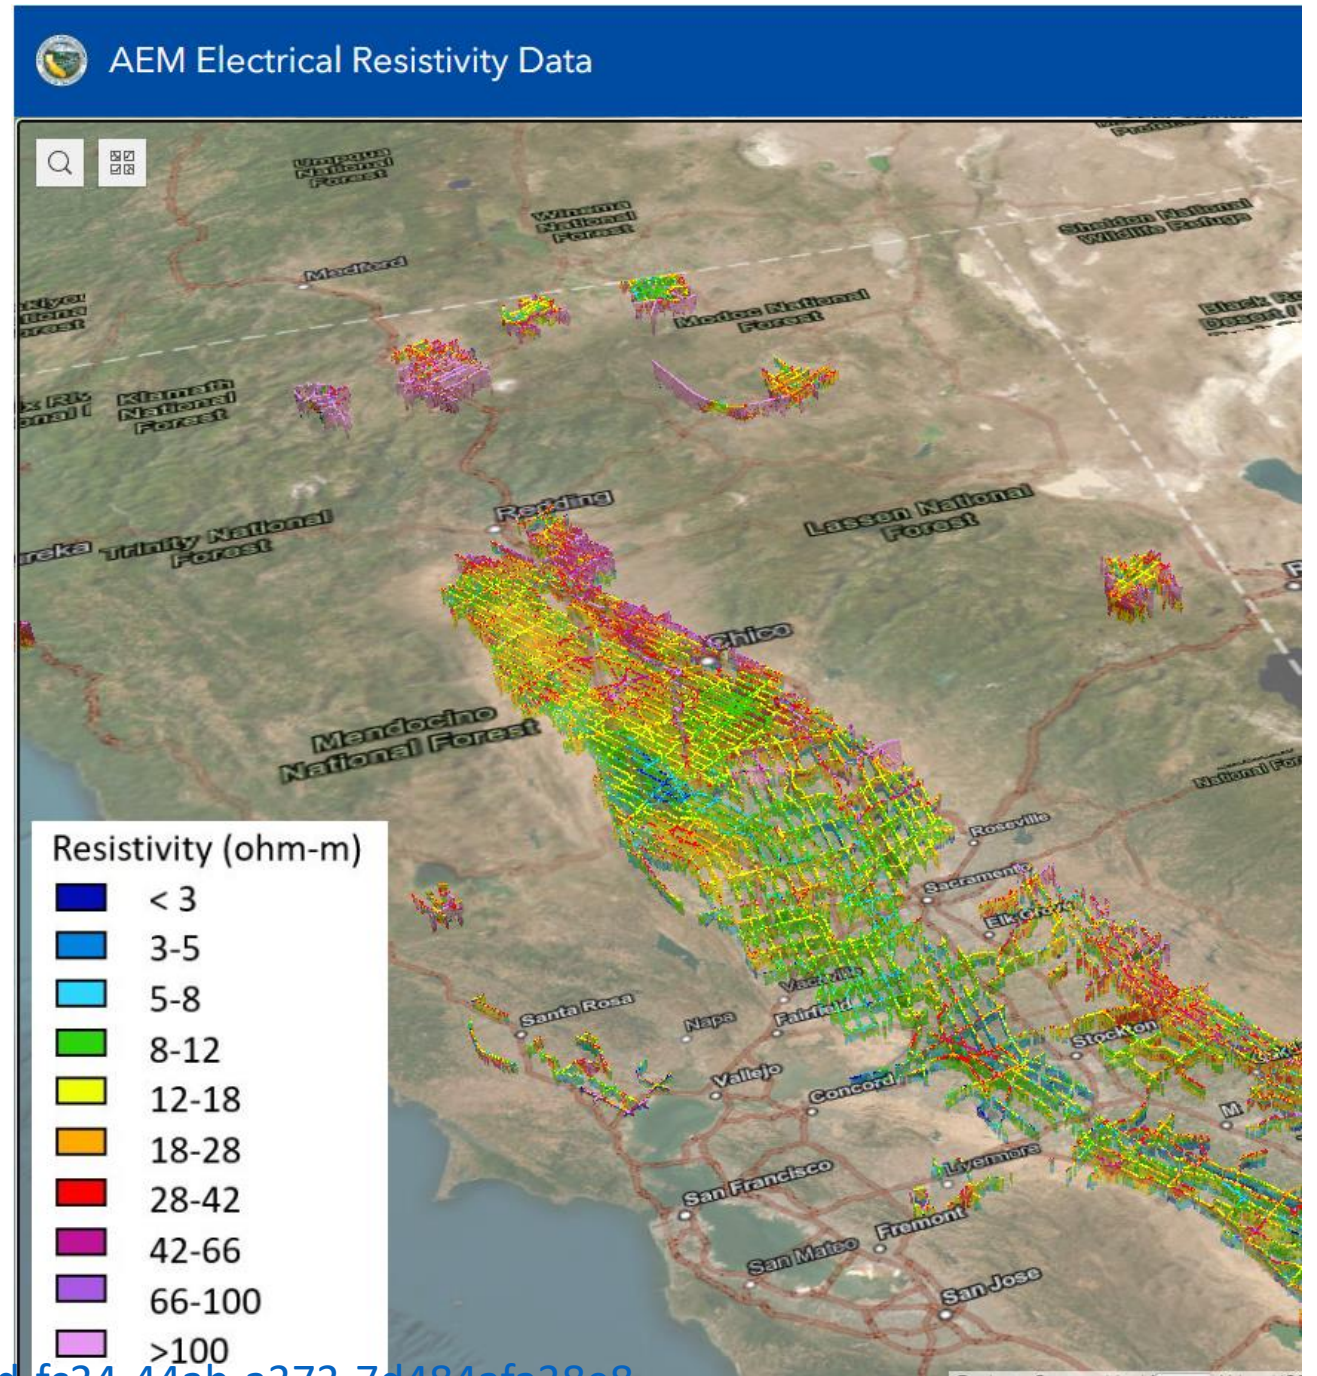 AEM Electrical Resistivity Data
Umpqua
National
Forest
Winema
National
Forest
Sheldon National
Wildlife Refuge
Medford
Modoc National
Forest
Klamath
National
Forest
Redding
Lassen National
Forest
Trinity National
Forest
Chico
Mendocino
National Forest
Roseville
Sacramento
Elk Grove
Vacaville
Santa Rosa
Napa
Fairfield
Stockton
Vallejo
Concord
Livermore
San Francisco
Fremont
San Mateo
San Jose
Resistivity (ohm-m)
< 3
3-5
5-8
8-12
12-18
18-28
28-42
42-66
66-100
>100